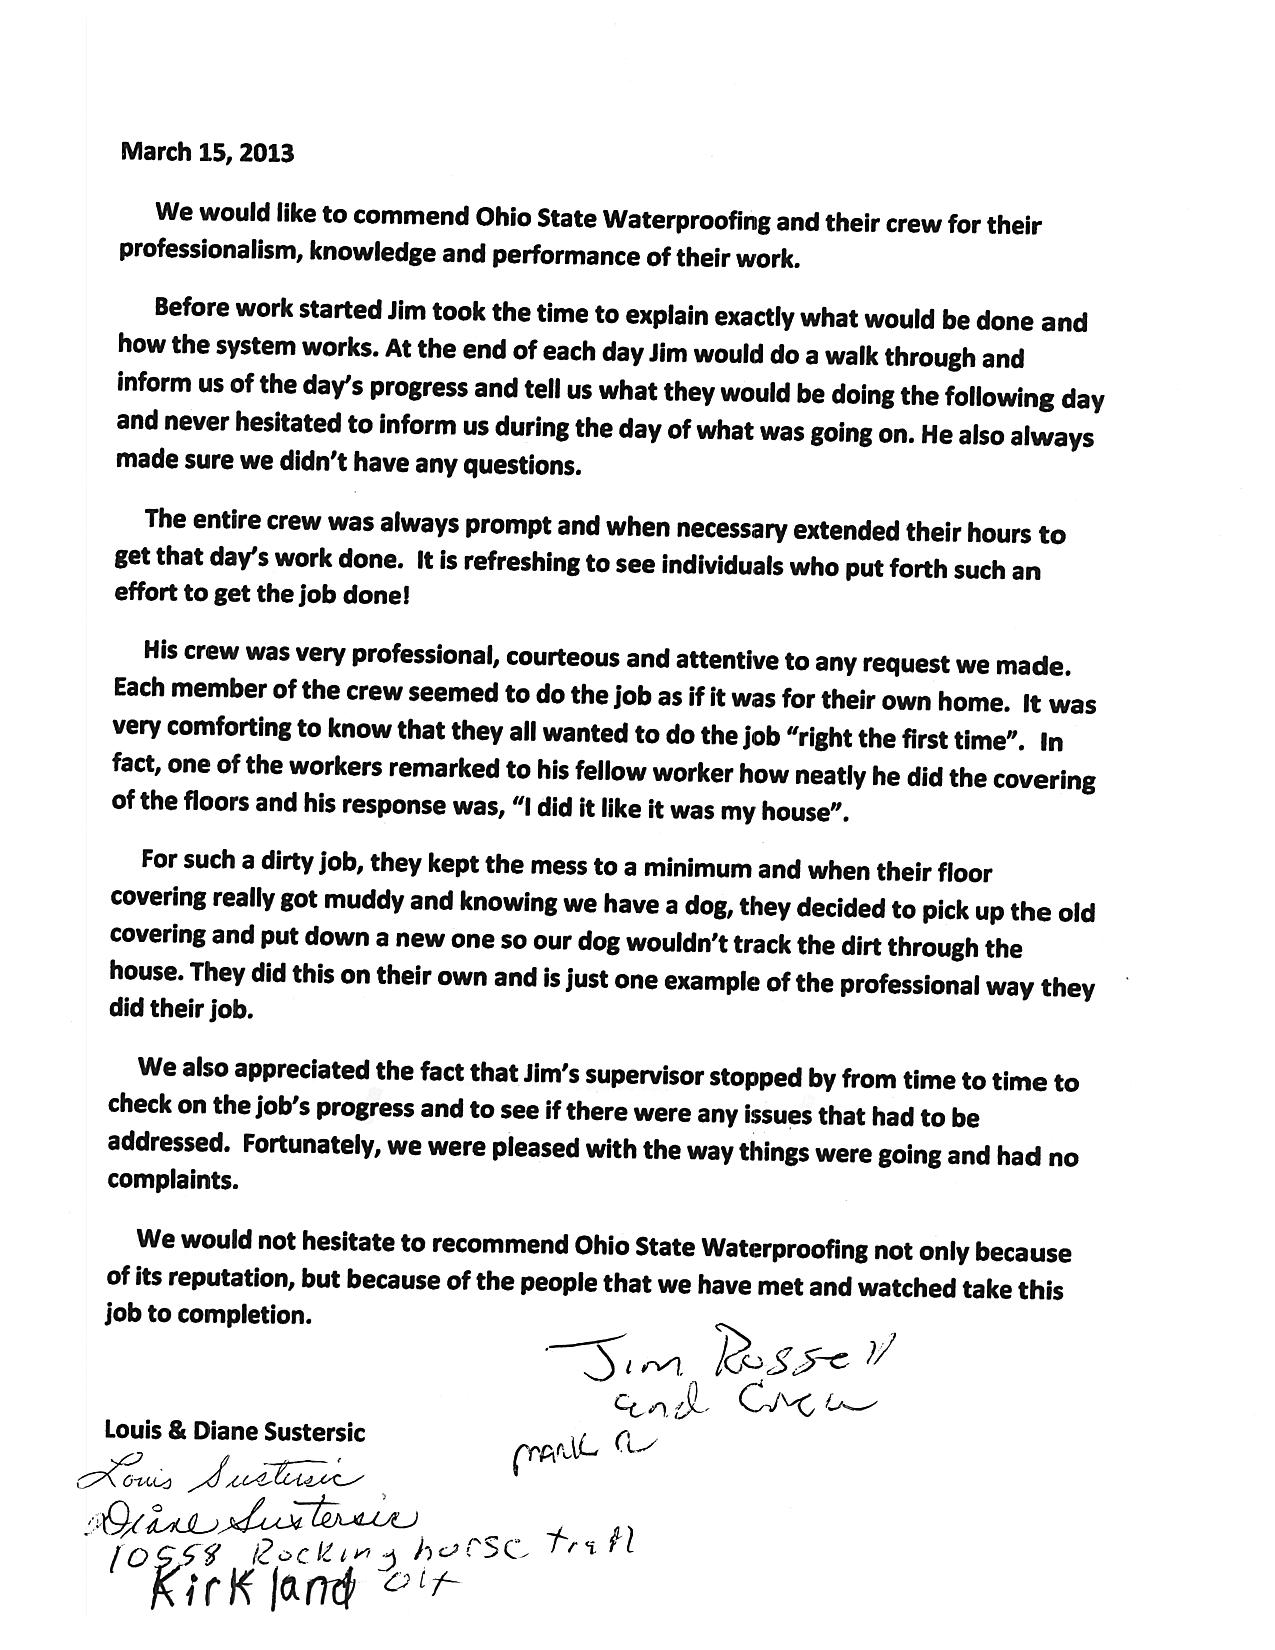 March 15, 2013
We would like to commend Ohio State Waterproofing and their crew for their
professionalism, knowledge and performance of their work.
Before work started Jim took the time to explain exactly what would be done and
how the system works. At the end of each day Jim would do a walk through and
inform us of the day’s progress and tell us what they would be doing the following day
and never hesitated to inform us during the day of what was going on. He also always
made sure we didn’t have any questions.
The entire crew was always prompt and when necessary extended their hours to
get that day’s work done.  It is refreshing to see individuals who put forth such an
effort to get the job done!
His crew was very professional, courteous and attentive to any request we made.
Each member of the crew seemed to do the job as if it was for their own home.  It was
very comforting to know that they all wanted to do the job “right the first time”.  In
fact, one of the workers remarked to his fellow worker how neatly he did the covering
of the floors and his response was, “I did it like it was my house”.
For such a dirty job, they kept the mess to a minimum and when their floor
covering really got muddy and knowing we have a dog, they decided to pick up the old
covering and put down a new one so our dog wouldn’t track the dirt through the
house. They did this on their own and is just one example of the professional way they
did their job.
We also appreciated the fact that Jim’s supervisor stopped by from time to time to
check on the job’s progress and to see if there were any issues that had to be
addressed.  Fortunately, we were pleased with the way things were going and had no
complaints.
We would not hesitate to recommend Ohio State Waterproofing not only because
of its reputation, but because of the people that we have met and watched take this
job to completion.
Jim Rossell
and Crew
Mark R
Louis & Diane Sustersic
Louis Sustersic
Diane Sustersic
10558 Rocking horse trail
Kirkland OH